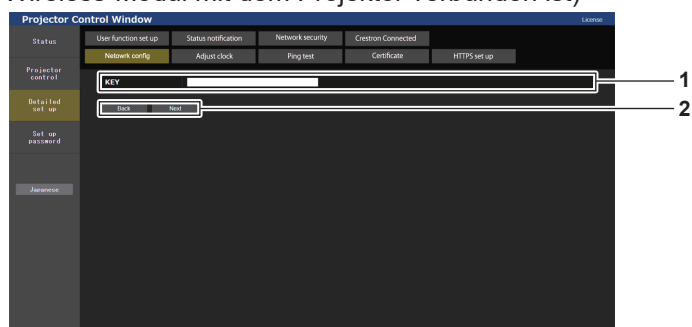 Wireless-Modul mit dem Projektor verbunden ist)
Projector Control Window
License
Status
User function set up
Status notification
Network security
Crestron Connected
Netowrk config
Adjust clock
Ping test
Certificate
HTTPS set up
Projector
control
KEY
1
Detailed
set up
Back
Next
2
Set up
password
Japanese